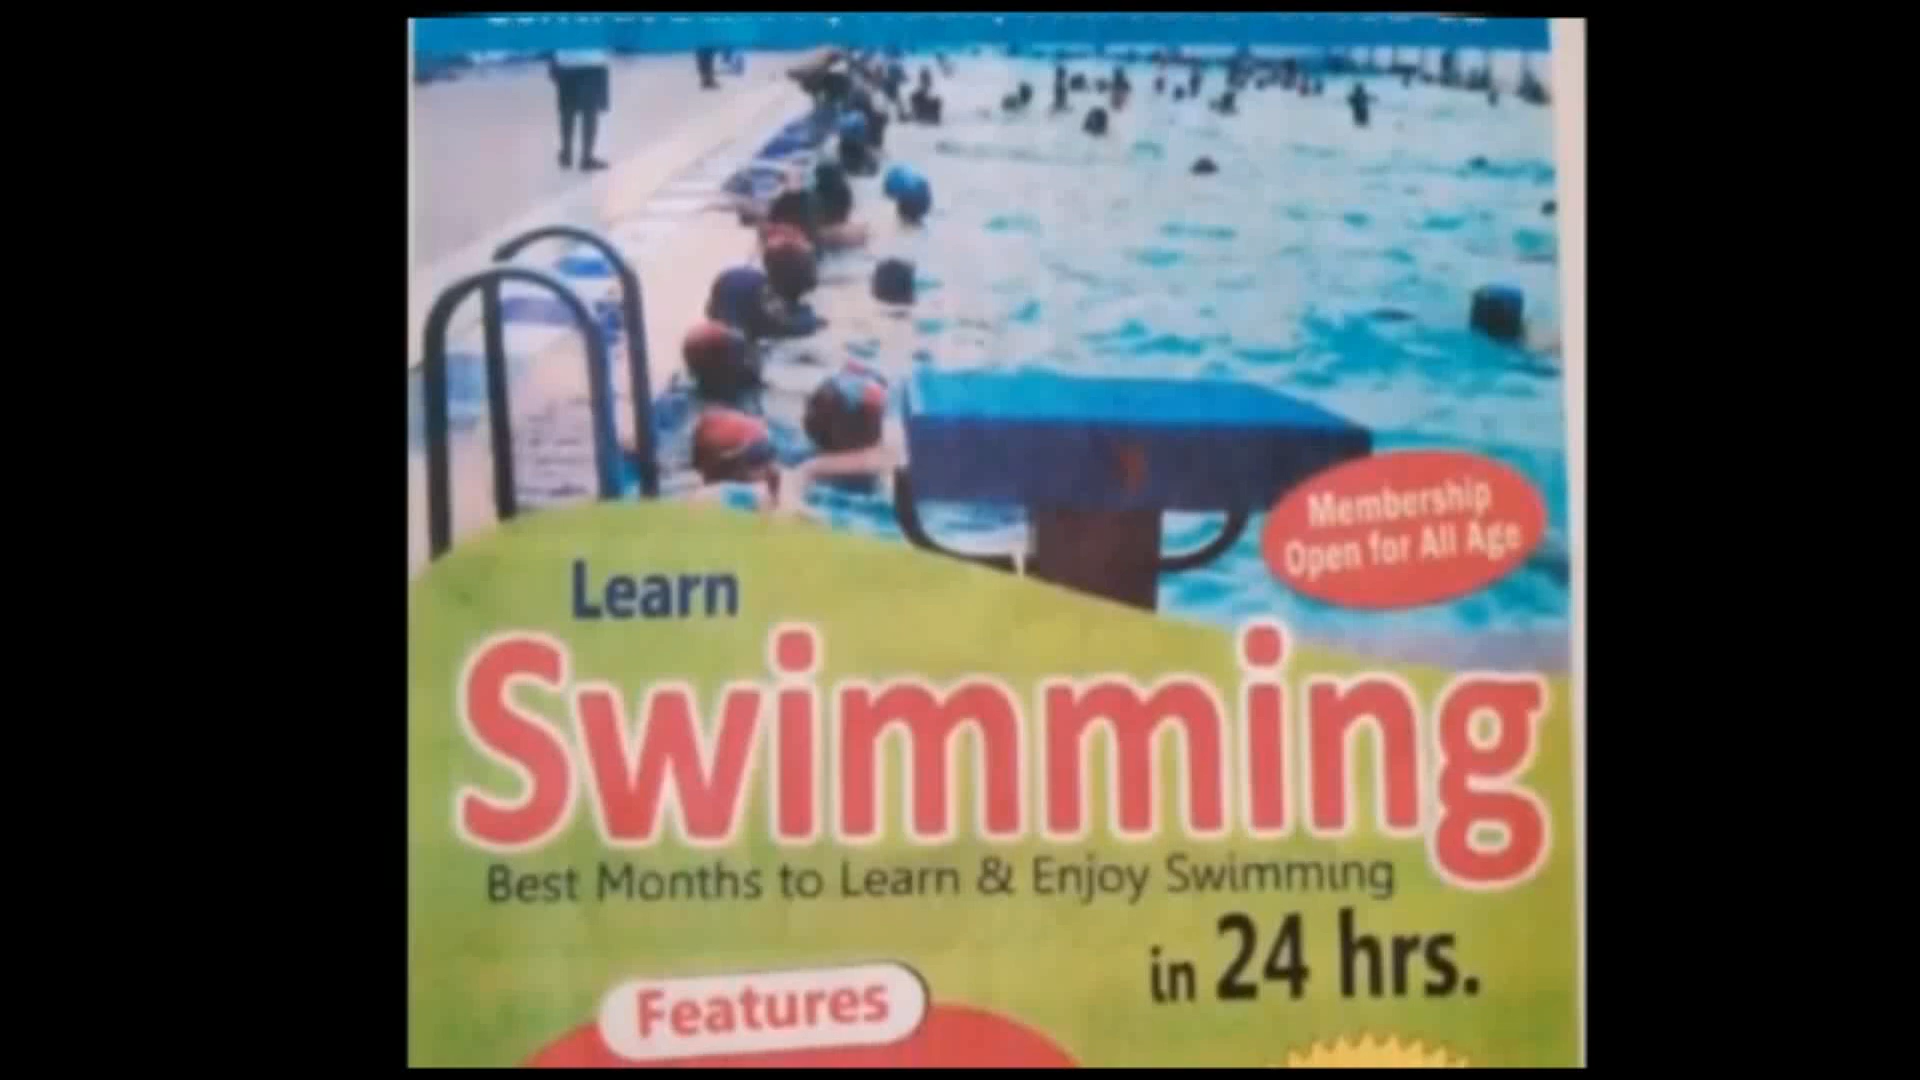 Membership
Open for All Age
Learn
Swimming
Best Months to Learn & Enjoy Swimming
in 24 hrs.
Features